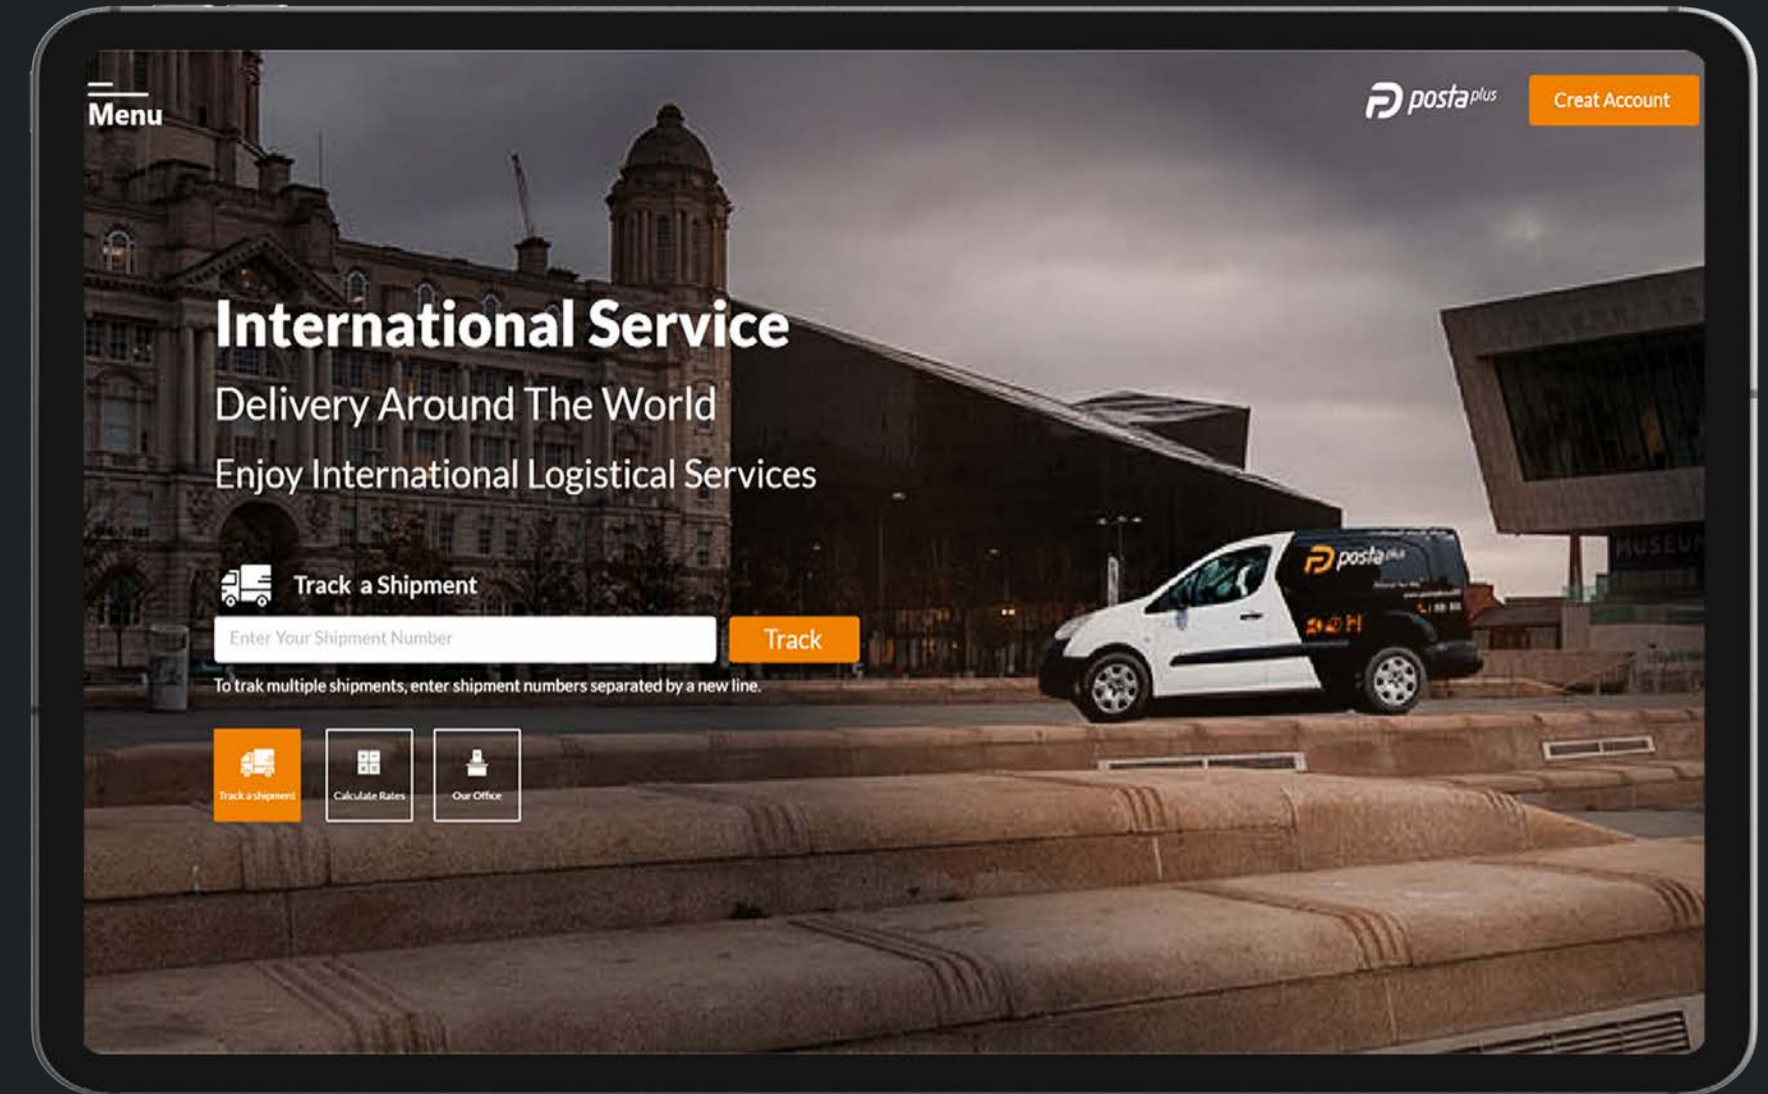 Menu
posta plus
Creat Account
International Service
Delivery Around The World
Enjoy International Logistical Services
Track a Shipment
Enter Your Shipment Number
Track
To trak multiple shipments, enter shipment numbers separated by a new line.
Track a shipment
Calculate Rates
Our Office
posta plus
MUSEUM